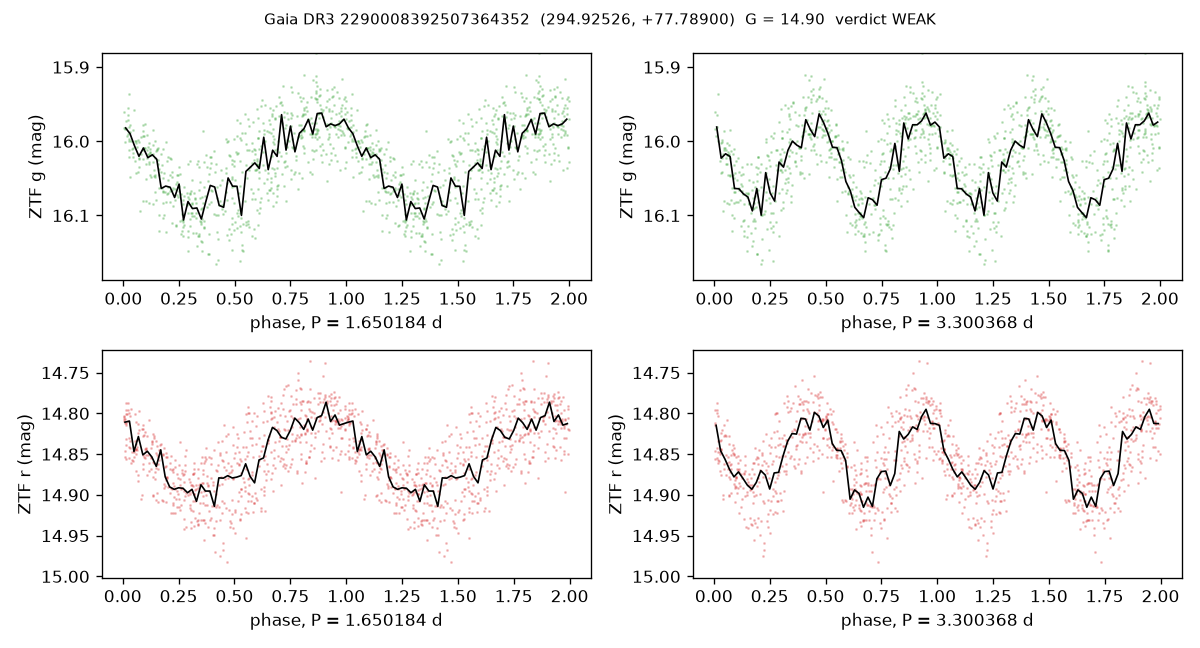 Gaia DR3 2290008392507364352 (294.92526, +77.78900) G = 14.90 verdict WEAK
15.9
16.0
16.1
ZTF g (mag)
0.00 0.25 0.50 0.75 1.00 1.25 1.50 1.75 2.00
phase, P = 1.650184 d
15.9
16.0
16.1
ZTF g (mag)
0.00 0.25 0.50 0.75 1.00 1.25 1.50 1.75 2.00
phase, P = 3.300368 d
14.75
14.80
14.85
14.90
14.95
15.00
ZTF r (mag)
0.00 0.25 0.50 0.75 1.00 1.25 1.50 1.75 2.00
phase, P = 1.650184 d
14.75
14.80
14.85
14.90
14.95
15.00
ZTF r (mag)
0.00 0.25 0.50 0.75 1.00 1.25 1.50 1.75 2.00
phase, P = 3.300368 d